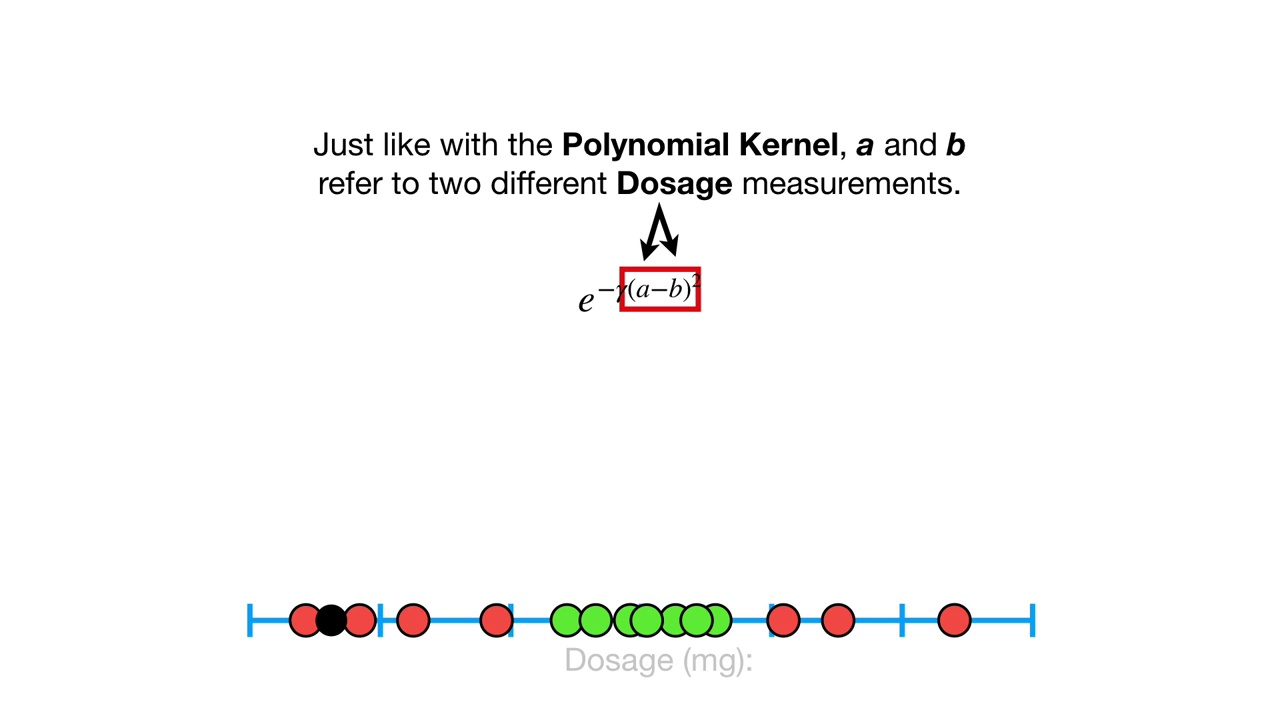 Just like with the Polynomial Kernel, a and b
refer to two different Dosage measurements.
e^−γ(a−b)²
Dosage (mg):